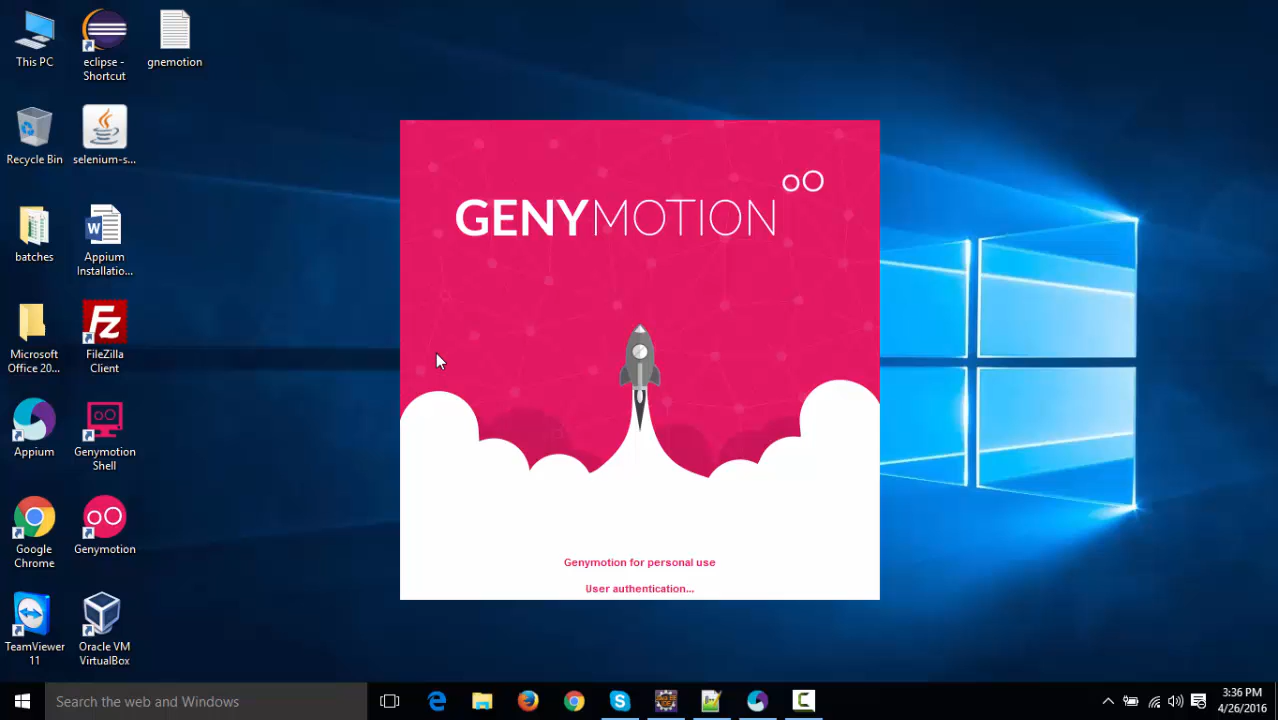 This PC
eclipse -
Shortcut
gnemotion
Recycle Bin
selenium-s...
batches
Appium
Installatio...
Microsoft
Office 20...
FileZilla
Client
Appium
Genymotion
Shell
Google
Chrome
Genymotion
TeamViewer
11
Oracle VM
VirtualBox
GENYMOTION
Genymotion for personal use
User authentication...
Search the web and Windows
3:36 PM
4/26/2016